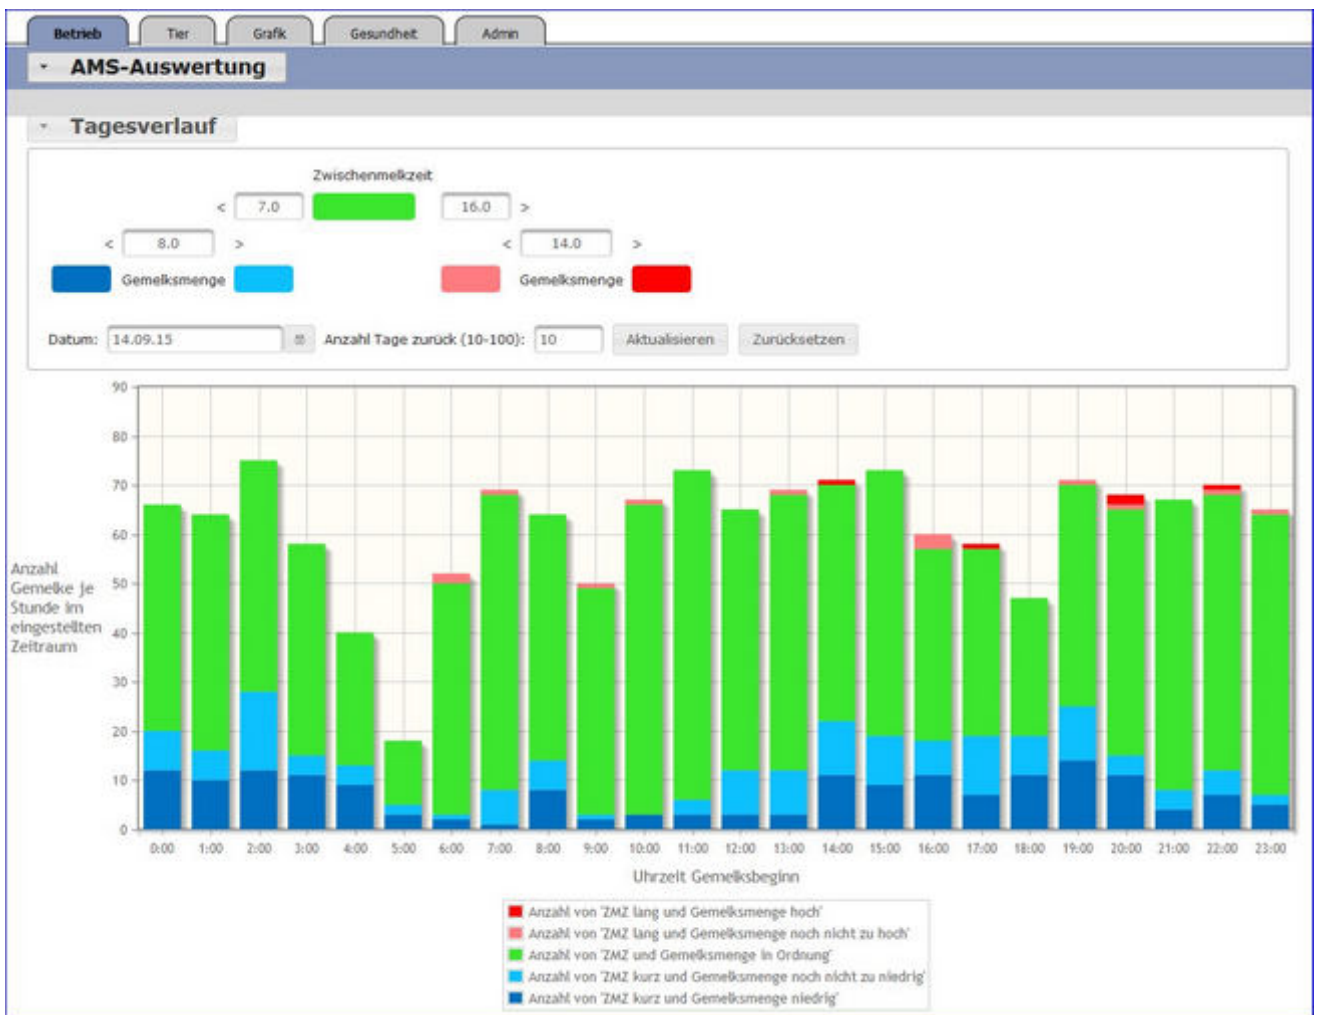 Betrieb Tier Grafik Gesundheit Admin
AMS-Auswertung
Tagesverlauf
Zwischenmelkzeit
< 7.0 16.0 >
< 8.0 > < 14.0 >
Gemelksmenge Gemelksmenge
Datum: 14.09.15 Anzahl Tage zurück (10-100): 10 Aktualisieren Zurücksetzen
90
80
70
60
50
40
30
20
10
0
Anzahl
Gemelke je
Stunde im
eingestellten
Zeitraum
0:00 1:00 2:00 3:00 4:00 5:00 6:00 7:00 8:00 9:00 10:00 11:00 12:00 13:00 14:00 15:00 16:00 17:00 18:00 19:00 20:00 21:00 22:00 23:00
Uhrzeit Gemelksbeginn
Anzahl von 'ZMZ lang und Gemelksmenge hoch'
Anzahl von 'ZMZ lang und Gemelksmenge noch nicht zu hoch'
Anzahl von 'ZMZ und Gemelksmenge in Ordnung'
Anzahl von 'ZMZ kurz und Gemelksmenge noch nicht zu niedrig'
Anzahl von 'ZMZ kurz und Gemelksmenge niedrig'